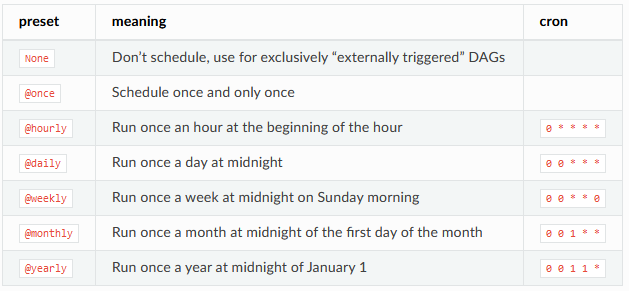 preset meaning cron
None Don’t schedule, use for exclusively “externally triggered” DAGs
@once Schedule once and only once
@hourly Run once an hour at the beginning of the hour 0 * * * *
@daily Run once a day at midnight 0 0 * * *
@weekly Run once a week at midnight on Sunday morning 0 0 * * 0
@monthly Run once a month at midnight of the first day of the month 0 0 1 * *
@yearly Run once a year at midnight of January 1 0 0 1 1 *